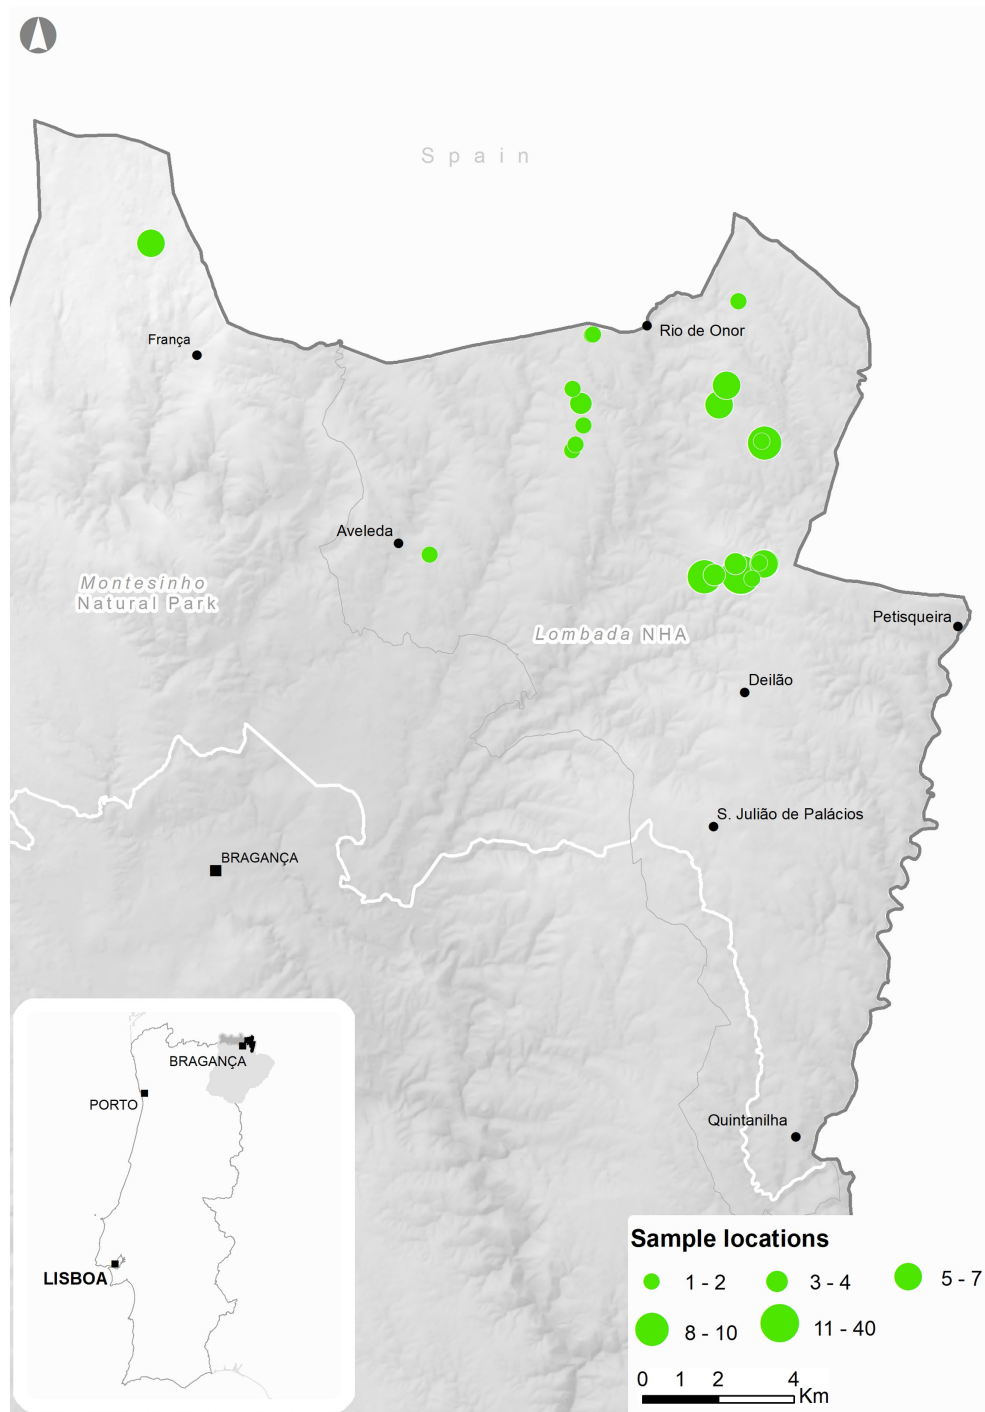 Spain
França
Rio de Onor
Aveleda
Montesinho
Natural Park
Lombada NHA
Petisqueira
Deilão
S. Julião de Palácios
BRAGANÇA
Quintanilha
BRAGANÇA
PORTO
LISBOA
Sample locations
1 - 2
3 - 4
5 - 7
8 - 10
11 - 40
0 1 2 4
Km